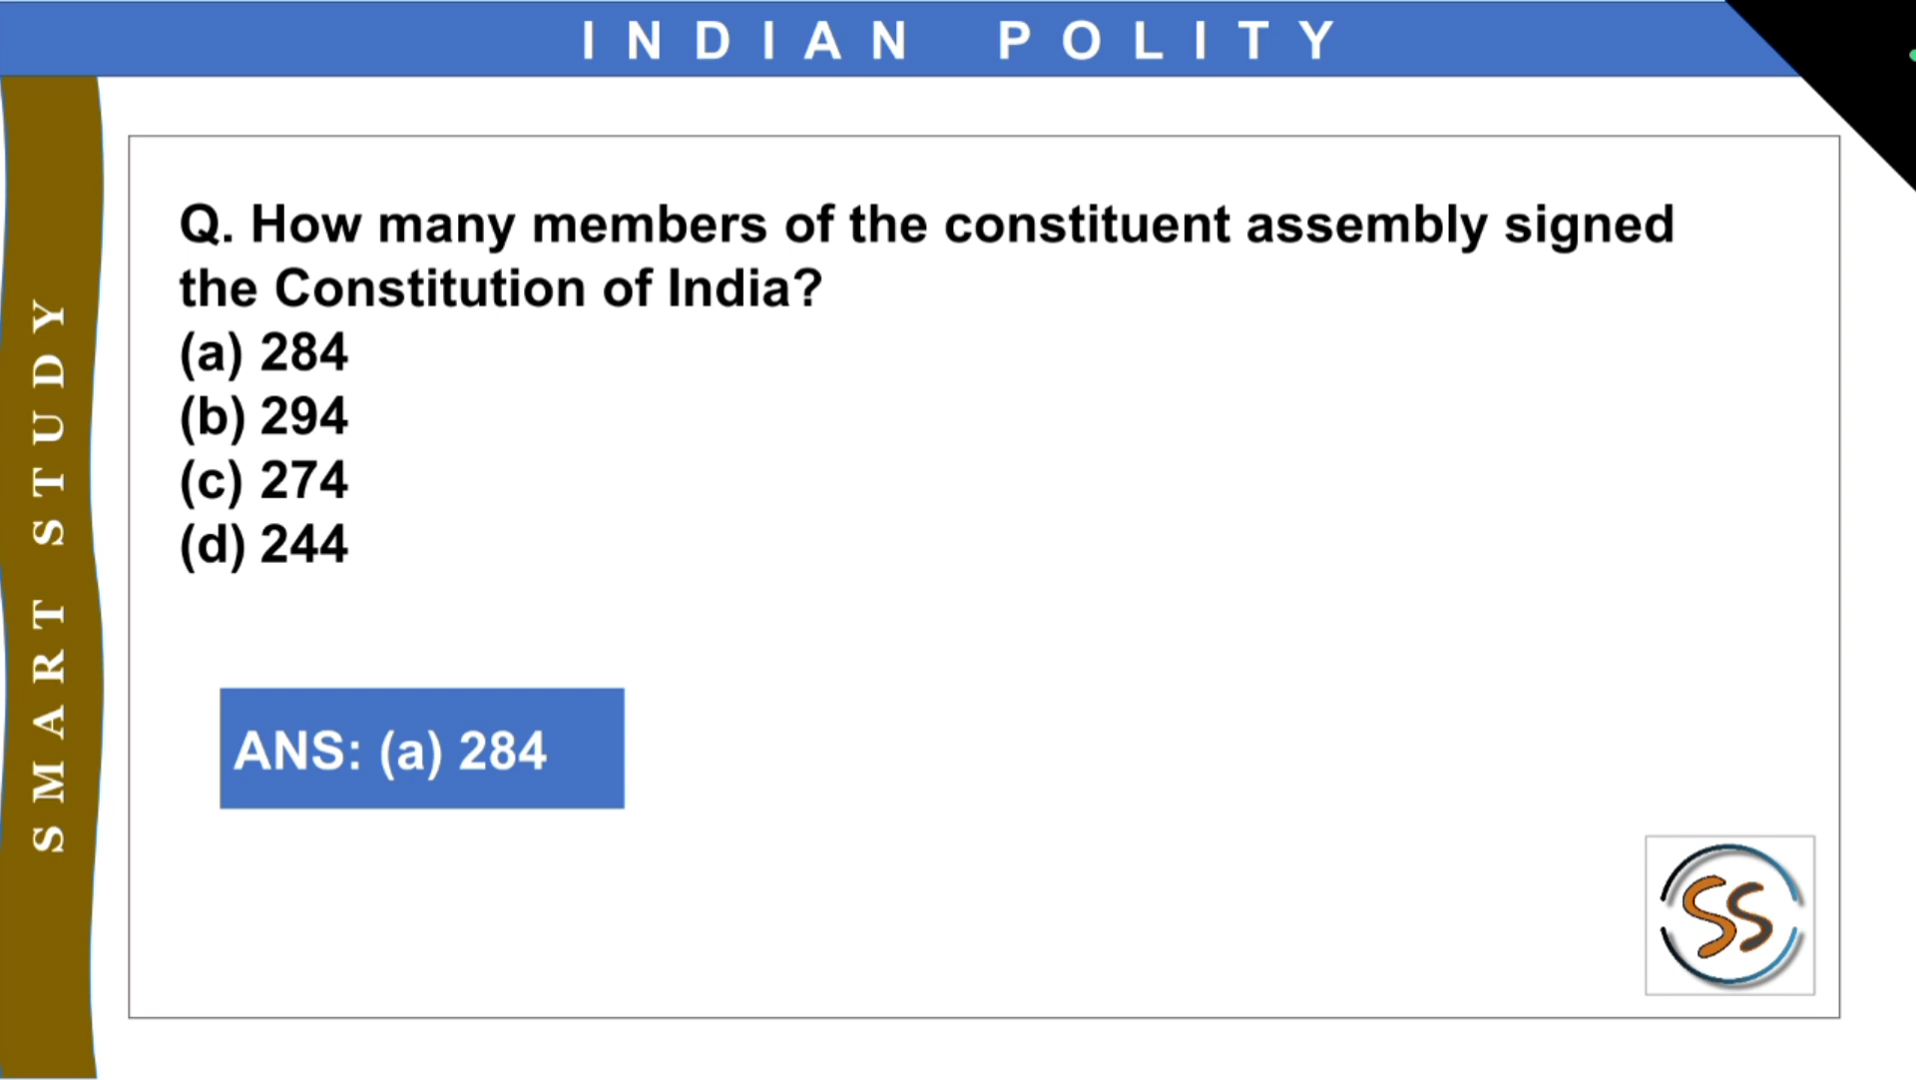 INDIAN POLITY
SMART STUDY
Q. How many members of the constituent assembly signed
the Constitution of India?
(a) 284
(b) 294
(c) 274
(d) 244
ANS: (a) 284
SS